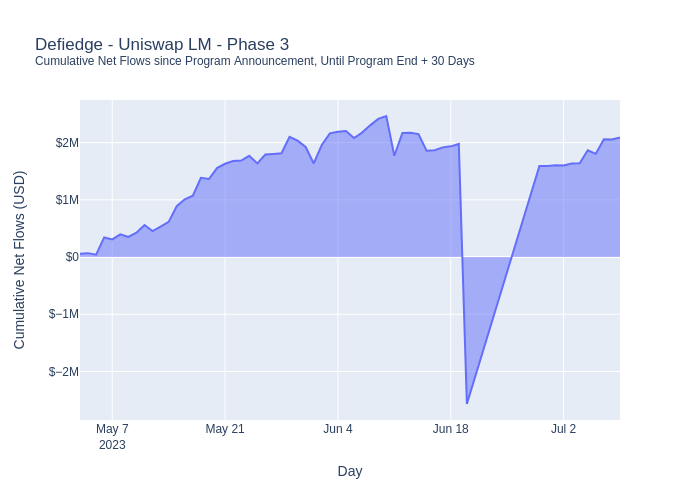 Defiedge - Uniswap LM - Phase 3
Cumulative Net Flows since Program Announcement, Until Program End + 30 Days
Cumulative Net Flows (USD)
$2M
$1M
$0
$−1M
$−2M
May 7
2023
May 21
Jun 4
Jun 18
Jul 2
Day